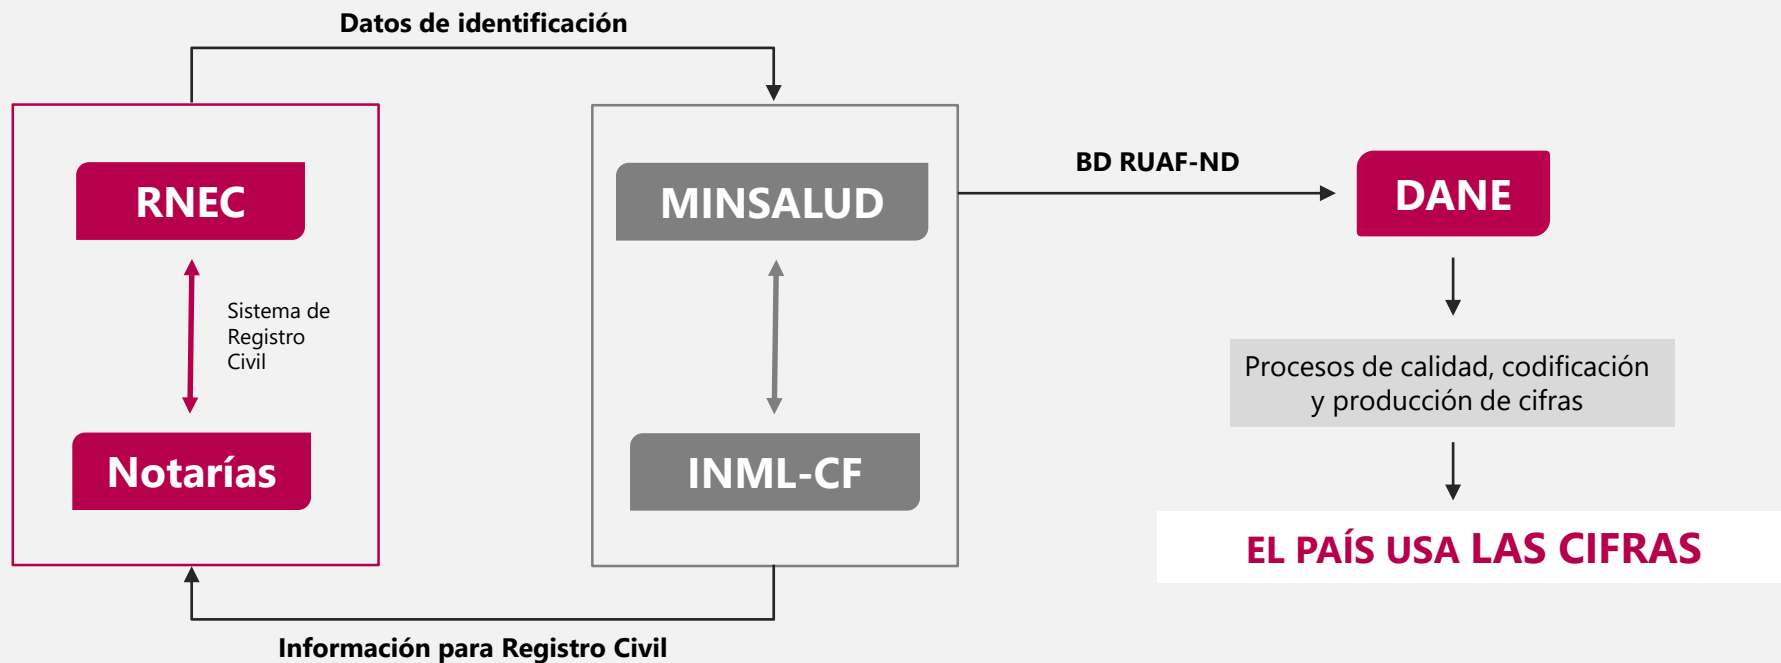 Datos de identificación
RNEC
Sistema de
Registro
Civil
Notarías
MINSALUD
INML-CF
Información para Registro Civil
BD RUAF-ND
DANE
Procesos de calidad, codificación
y producción de cifras
EL PAÍS USA LAS CIFRAS